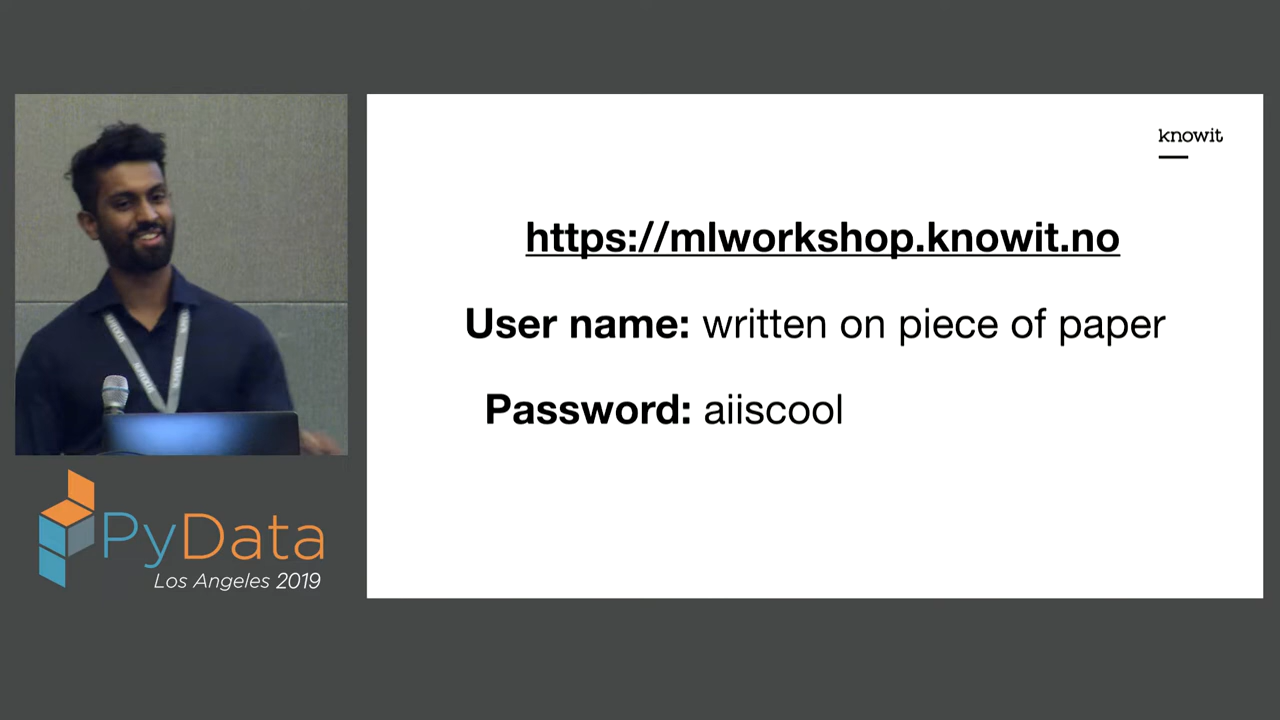 knowit
https://mlworkshop.knowit.no
User name: written on piece of paper
Password: aiiscool
PyData
Los Angeles 2019